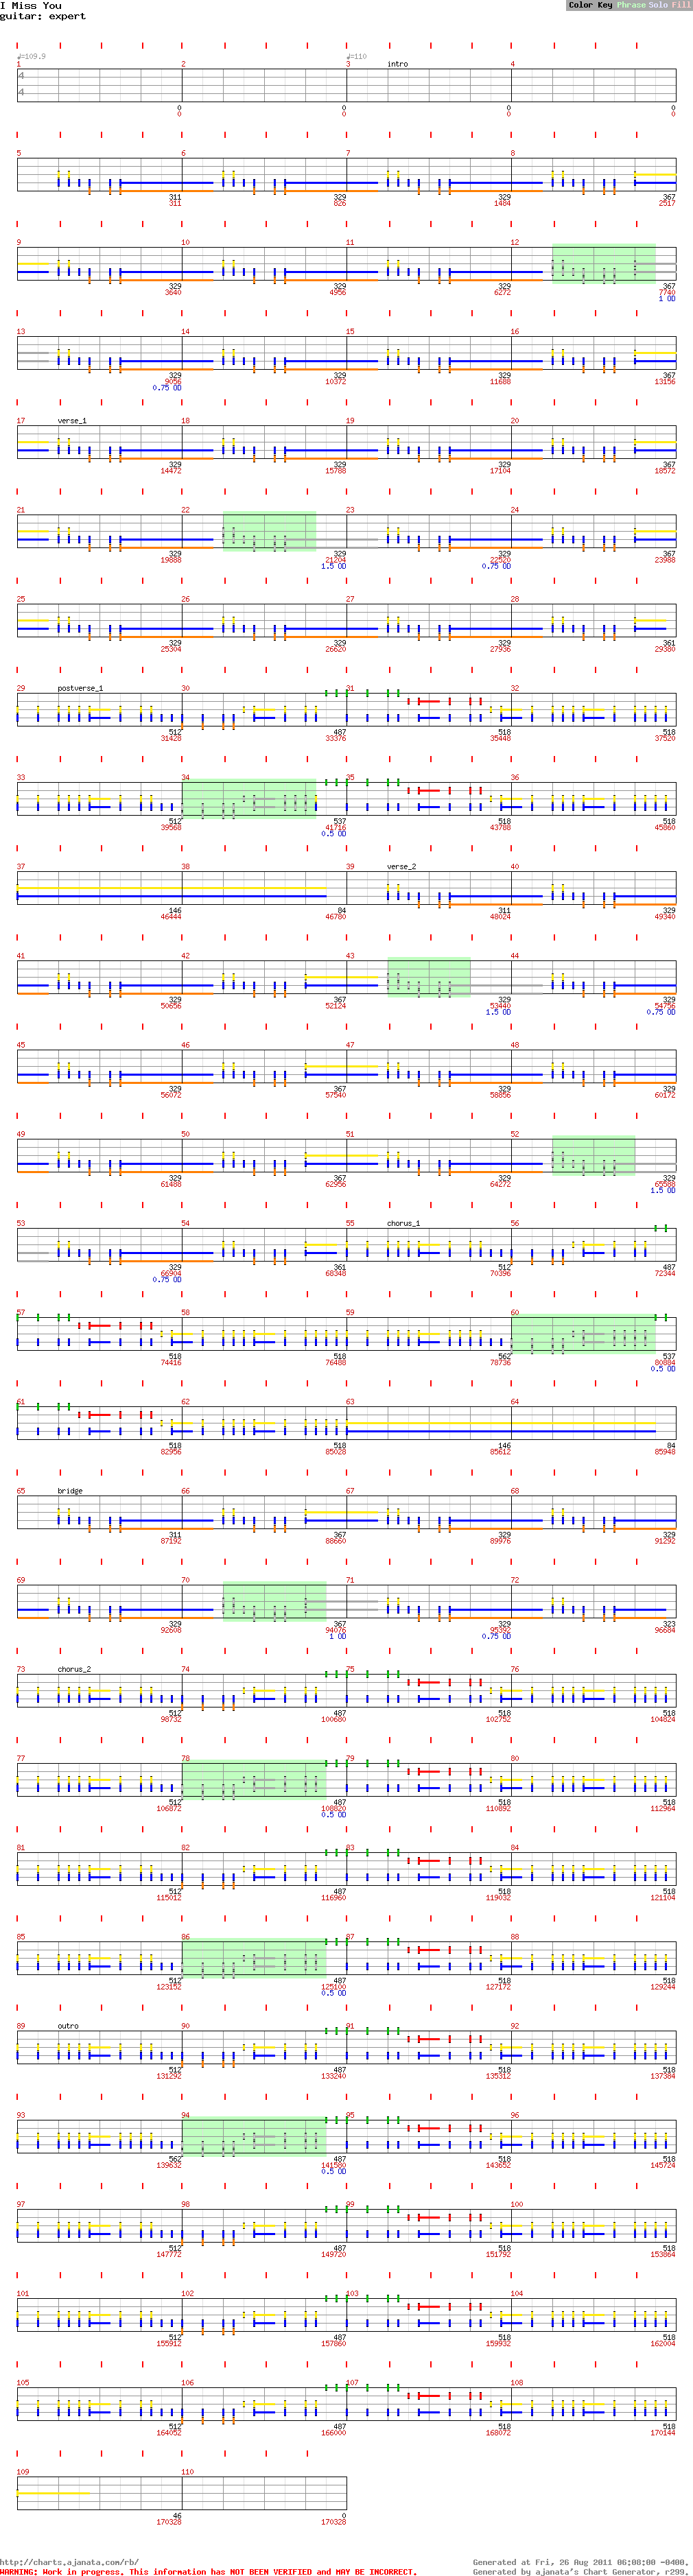 I Miss You
guitar: expert
Color Key Phrase Solo Fill
♩=109.9 ♩=110
1 2 3 intro 4
4
4
0 0 0 0
0 0 0 0
5 6 7 8
311 329 329 367
311 826 1484 2517
9 10 11 12
329 329 329 367
3640 4956 6272 7740
1 OD
13 14 15 16
329 329 329 367
9056 10372 11688 13156
0.75 OD
17 verse_1 18 19 20
329 329 329 367
14472 15788 17104 18572
21 22 23 24
329 329 329 367
19888 21204 22520 23988
1.5 OD 0.75 OD
25 26 27 28
329 329 329 361
25304 26620 27936 29380
29 postverse_1 30 31 32
512 487 518 518
31428 33376 35448 37520
33 34 35 36
512 537 518 518
39568 41716 43788 45860
0.5 OD
37 38 39 verse_2 40
146 84 311 329
46444 46780 48024 49340
41 42 43 44
329 367 329 329
50656 52124 53440 54756
1.5 OD 0.75 OD
45 46 47 48
329 367 329 329
56072 57540 58856 60172
49 50 51 52
329 367 329 329
61488 62956 64272 65588
1.5 OD
53 54 55 chorus_1 56
329 361 512 487
66904 68348 70396 72344
0.75 OD
57 58 59 60
518 518 562 537
74416 76488 78736 80884
0.5 OD
61 62 63 64
518 518 146 84
82956 85028 85612 85948
65 bridge 66 67 68
311 367 329 329
87192 88660 89976 91292
69 70 71 72
329 367 329 323
92608 94076 95392 96684
1 OD 0.75 OD
73 chorus_2 74 75 76
512 487 518 518
98732 100680 102752 104824
77 78 79 80
512 487 518 518
106872 108820 110892 112964
0.5 OD
81 82 83 84
512 487 518 518
115012 116960 119032 121104
85 86 87 88
512 487 518 518
123152 125100 127172 129244
0.5 OD
89 outro 90 91 92
512 487 518 518
131292 133240 135312 137384
93 94 95 96
562 487 518 518
139632 141580 143652 145724
0.5 OD
97 98 99 100
512 487 518 518
147772 149720 151792 153864
101 102 103 104
512 487 518 518
155912 157860 159932 162004
105 106 107 108
512 487 518 518
164052 166000 168072 170144
109 110
46 0
170328 170328
http://charts.ajanata.com/rb/ Generated at Fri, 26 Aug 2011 06:08:00 -0400.
WARNING: Work in progress. This information has NOT BEEN VERIFIED and MAY BE INCORRECT. Generated by ajanata's Chart Generator, r299.